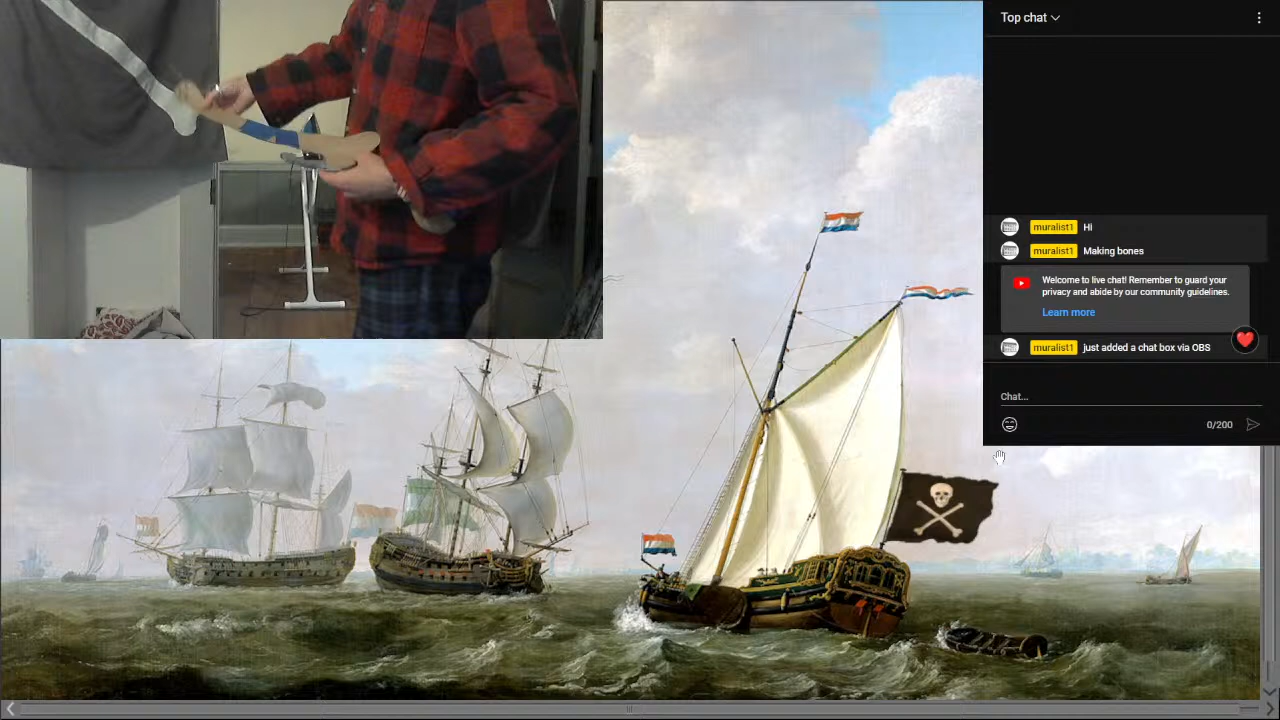 Top chat
muralist1 Hi
muralist1 Making bones
Welcome to live chat! Remember to guard your
privacy and abide by our community guidelines.
Learn more
muralist1 just added a chat box via OBS
Chat...
0/200